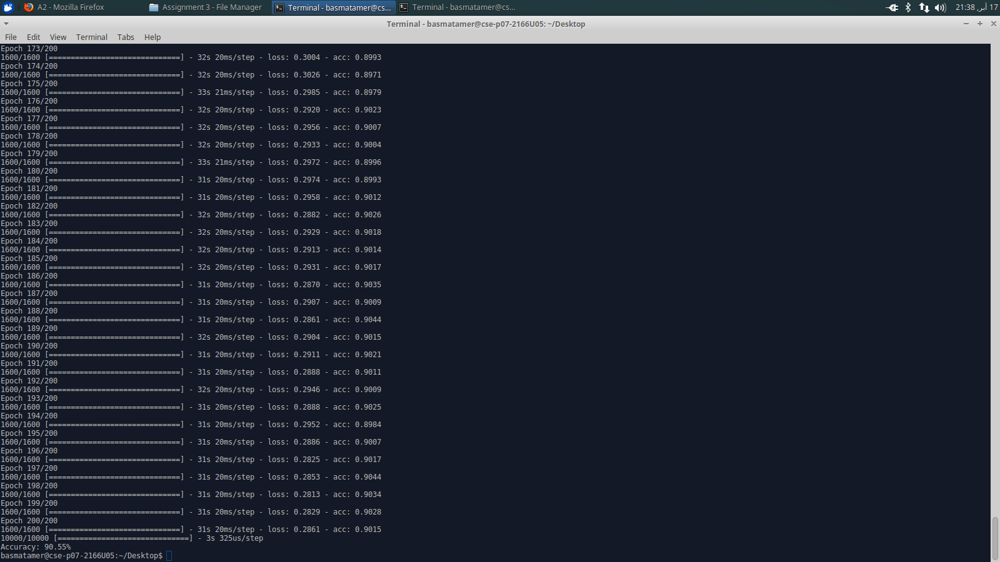 A2 - Mozilla Firefox
Assignment 3 - File Manager
Terminal - basmatamer@cs...
Terminal - basmatamer@cs...
17 أبر, 21:38
Terminal - basmatamer@cse-p07-2166U05: ~/Desktop
File Edit View Terminal Tabs Help
Epoch 173/200
1600/1600 [==============================] - 32s 20ms/step - loss: 0.3004 - acc: 0.8993
Epoch 174/200
1600/1600 [==============================] - 32s 20ms/step - loss: 0.3026 - acc: 0.8971
Epoch 175/200
1600/1600 [==============================] - 33s 21ms/step - loss: 0.2985 - acc: 0.8979
Epoch 176/200
1600/1600 [==============================] - 32s 20ms/step - loss: 0.2920 - acc: 0.9023
Epoch 177/200
1600/1600 [==============================] - 32s 20ms/step - loss: 0.2956 - acc: 0.9007
Epoch 178/200
1600/1600 [==============================] - 32s 20ms/step - loss: 0.2933 - acc: 0.9004
Epoch 179/200
1600/1600 [==============================] - 33s 21ms/step - loss: 0.2972 - acc: 0.8996
Epoch 180/200
1600/1600 [==============================] - 31s 20ms/step - loss: 0.2974 - acc: 0.8993
Epoch 181/200
1600/1600 [==============================] - 31s 20ms/step - loss: 0.2958 - acc: 0.9012
Epoch 182/200
1600/1600 [==============================] - 32s 20ms/step - loss: 0.2882 - acc: 0.9026
Epoch 183/200
1600/1600 [==============================] - 32s 20ms/step - loss: 0.2929 - acc: 0.9018
Epoch 184/200
1600/1600 [==============================] - 32s 20ms/step - loss: 0.2913 - acc: 0.9014
Epoch 185/200
1600/1600 [==============================] - 32s 20ms/step - loss: 0.2931 - acc: 0.9017
Epoch 186/200
1600/1600 [==============================] - 31s 20ms/step - loss: 0.2870 - acc: 0.9035
Epoch 187/200
1600/1600 [==============================] - 31s 20ms/step - loss: 0.2907 - acc: 0.9009
Epoch 188/200
1600/1600 [==============================] - 31s 20ms/step - loss: 0.2861 - acc: 0.9044
Epoch 189/200
1600/1600 [==============================] - 32s 20ms/step - loss: 0.2904 - acc: 0.9015
Epoch 190/200
1600/1600 [==============================] - 31s 20ms/step - loss: 0.2911 - acc: 0.9021
Epoch 191/200
1600/1600 [==============================] - 31s 20ms/step - loss: 0.2888 - acc: 0.9011
Epoch 192/200
1600/1600 [==============================] - 32s 20ms/step - loss: 0.2946 - acc: 0.9009
Epoch 193/200
1600/1600 [==============================] - 31s 20ms/step - loss: 0.2888 - acc: 0.9025
Epoch 194/200
1600/1600 [==============================] - 31s 20ms/step - loss: 0.2952 - acc: 0.8984
Epoch 195/200
1600/1600 [==============================] - 31s 20ms/step - loss: 0.2886 - acc: 0.9007
Epoch 196/200
1600/1600 [==============================] - 31s 20ms/step - loss: 0.2825 - acc: 0.9017
Epoch 197/200
1600/1600 [==============================] - 31s 20ms/step - loss: 0.2853 - acc: 0.9044
Epoch 198/200
1600/1600 [==============================] - 31s 20ms/step - loss: 0.2813 - acc: 0.9034
Epoch 199/200
1600/1600 [==============================] - 31s 20ms/step - loss: 0.2829 - acc: 0.9028
Epoch 200/200
1600/1600 [==============================] - 31s 20ms/step - loss: 0.2861 - acc: 0.9015
10000/10000 [==============================] - 3s 325us/step
Accuracy: 90.55%
basmatamer@cse-p07-2166U05:~/Desktop$